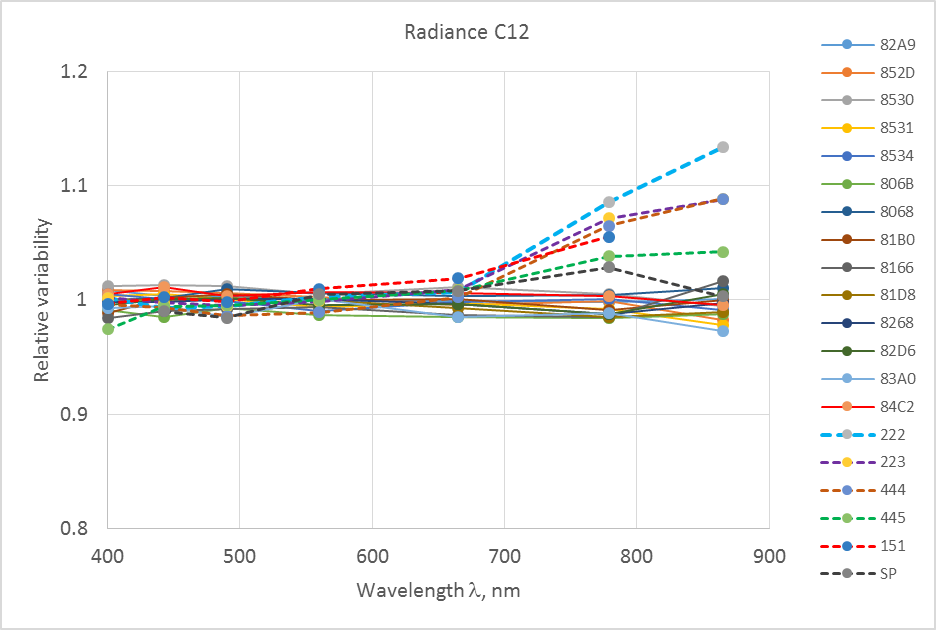 Radiance C12
1.2
1.1
1
0.9
0.8
400 500 600 700 800 900
Relative variability
Wavelength λ, nm
82A9
852D
8530
8531
8534
806B
8068
81B0
8166
81D8
8268
82D6
83A0
84C2
222
223
444
445
151
SP